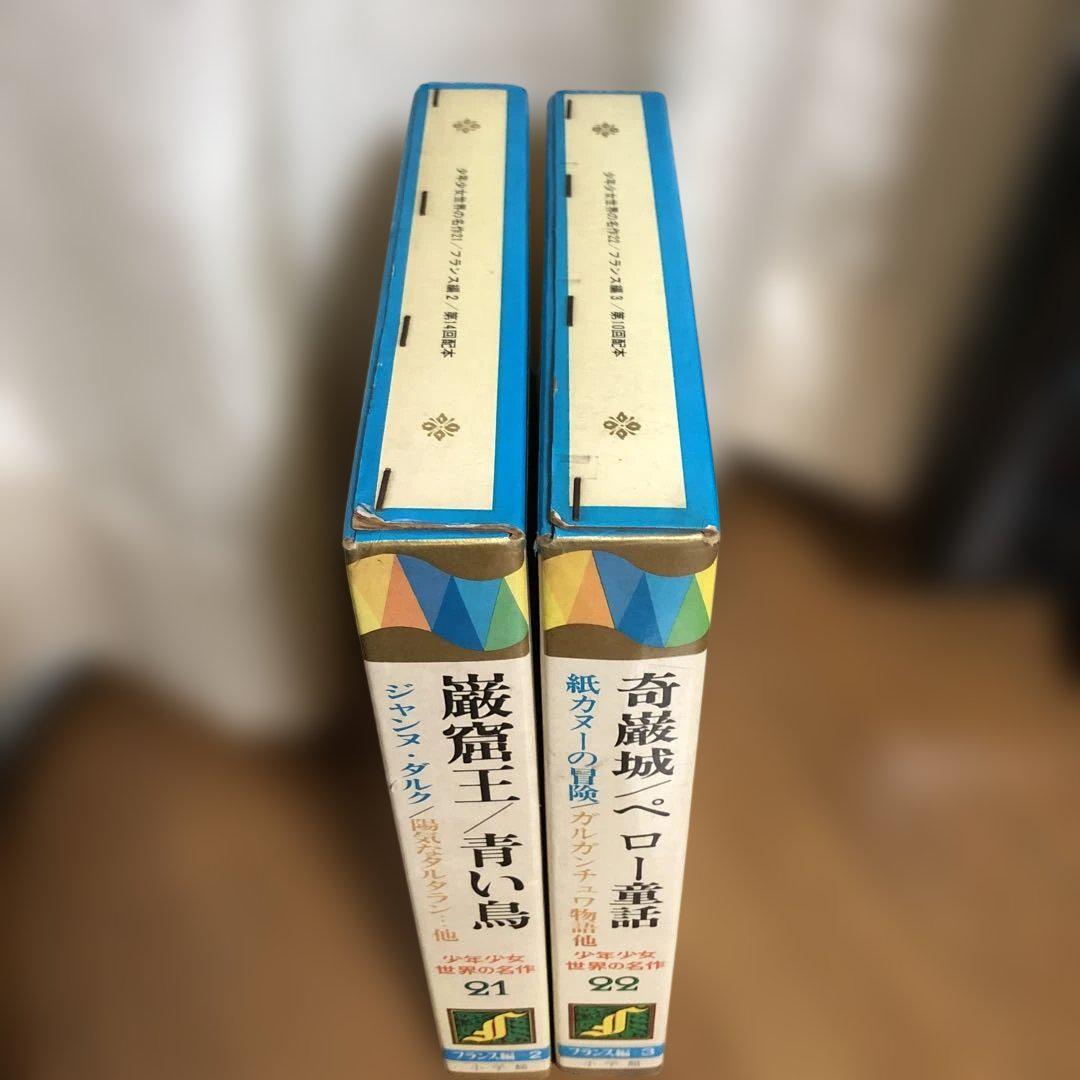 少年少女世界の名作21/フランス編2/第14回配本
巌窟王/青い鳥
ジャンヌ・ダルク/陽気なタルタラン…他
少年少女
世界の名作
21
フランス編 2
小学館
少年少女世界の名作22/フランス編3/第10回配本
奇巌城/ペロー童話
紙カヌーの冒険/ガルガンチュワ物語他
少年少女
世界の名作
22
フランス編 3
小学館